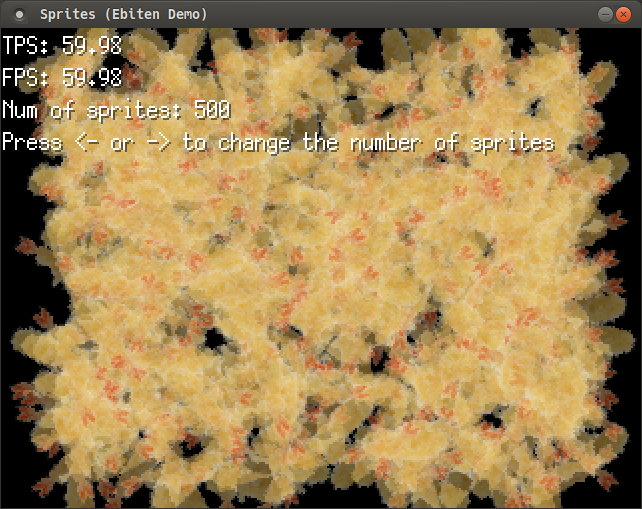 Sprites (Ebiten Demo)
TPS: 59.98
FPS: 59.98
Num of sprites: 500
Press <- or -> to change the number of sprites